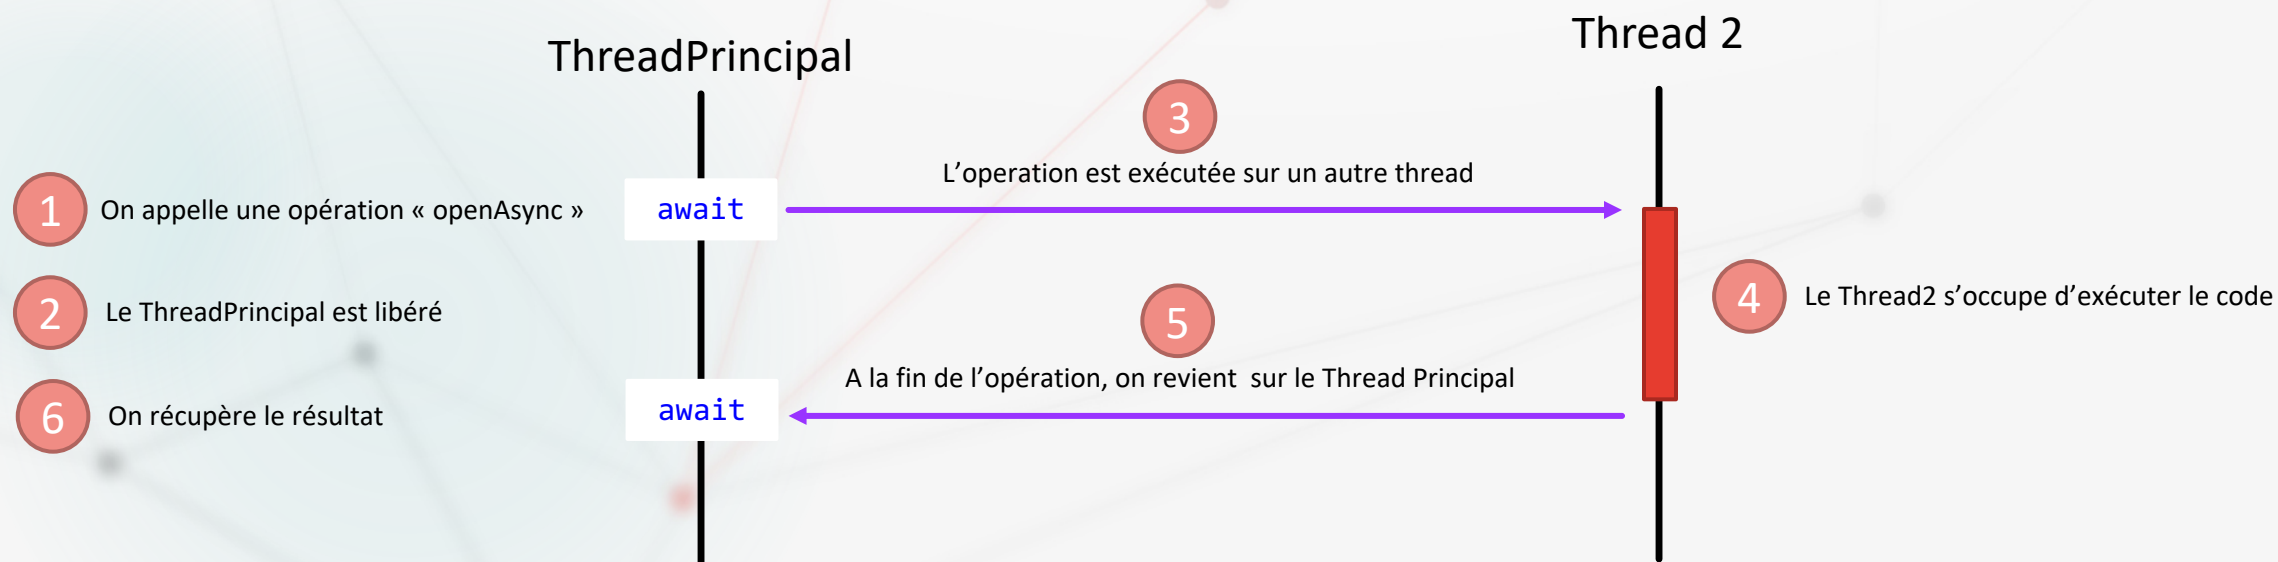 ThreadPrincipal
Thread 2
3
L’operation est exécutée sur un autre thread
1
On appelle une opération « openAsync »
await
2
Le ThreadPrincipal est libéré
5
4
Le Thread2 s’occupe d’exécuter le code
A la fin de l’opération, on revient  sur le Thread Principal
6
On récupère le résultat
await